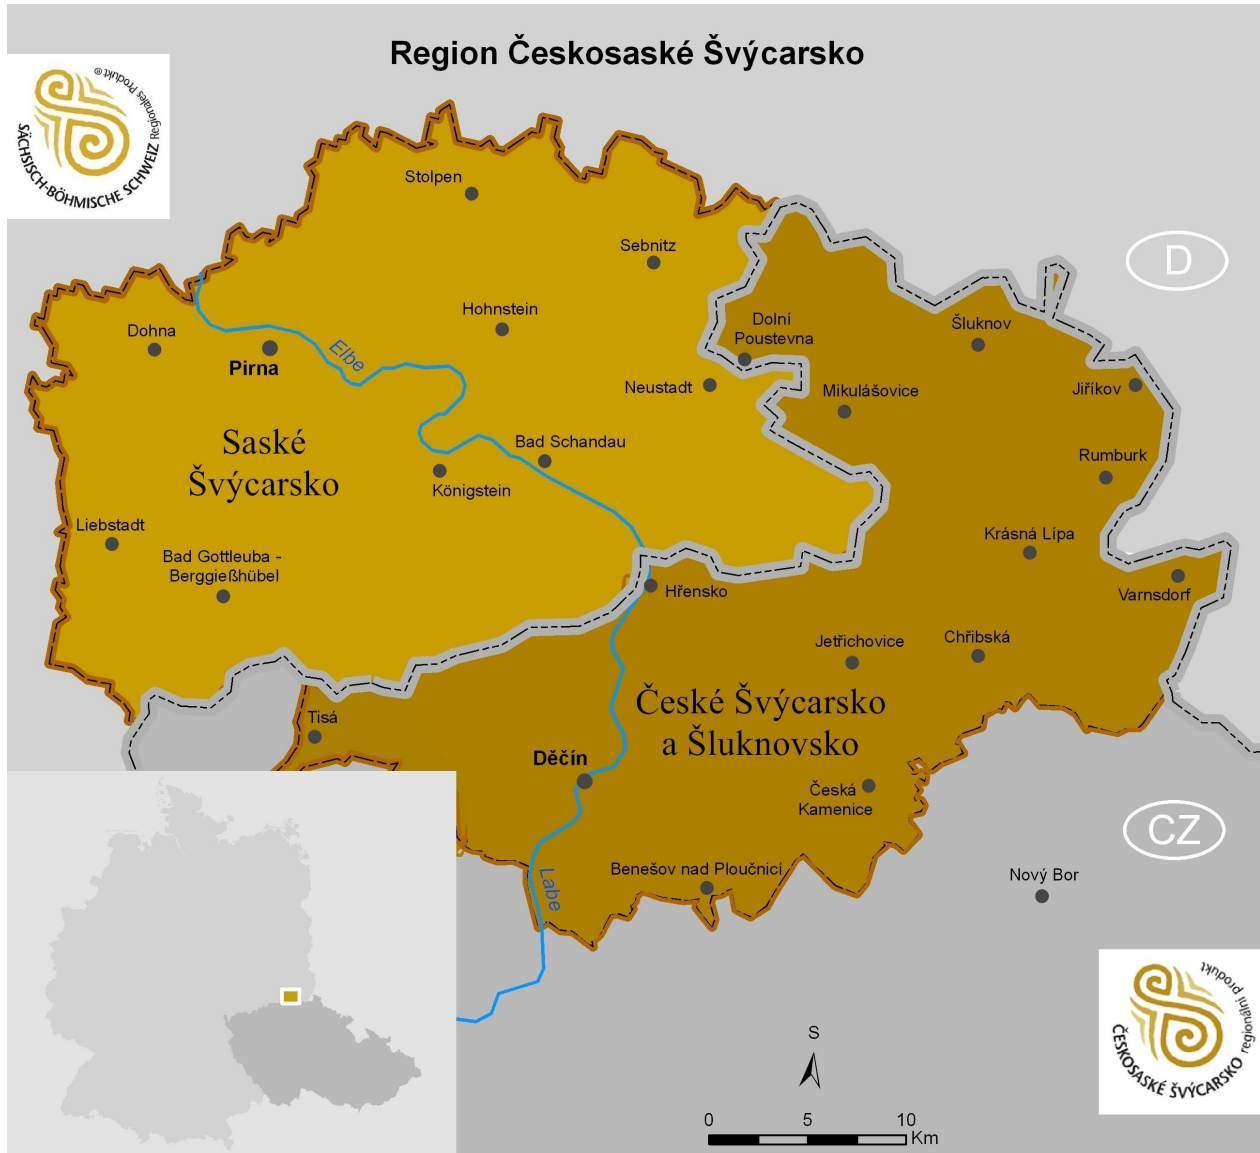 Region Českosaské Švýcarsko
SÄCHSISCH-BÖHMISCHE SCHWEIZ Regionales Produkt ®
Stolpen
Sebnitz
D
Hohnstein
Dolní
Poustevna
Šluknov
Dohna
Pirna
Elbe
Neustadt
Mikulášovice
Jiříkov
Saské
Švýcarsko
Bad Schandau
Königstein
Rumburk
Liebstadt
Krásná Lípa
Bad Gottleuba -
Berggießhübel
Hřensko
Varnsdorf
Jetřichovice
Chřibská
České Švýcarsko
a Šluknovsko
Tisá
Děčín
Česká
Kamenice
CZ
Benešov nad Ploučnicí
Labe
Nový Bor
S
0 5 10
Km
ČESKOSASKÉ ŠVÝCARSKO regionální produkt